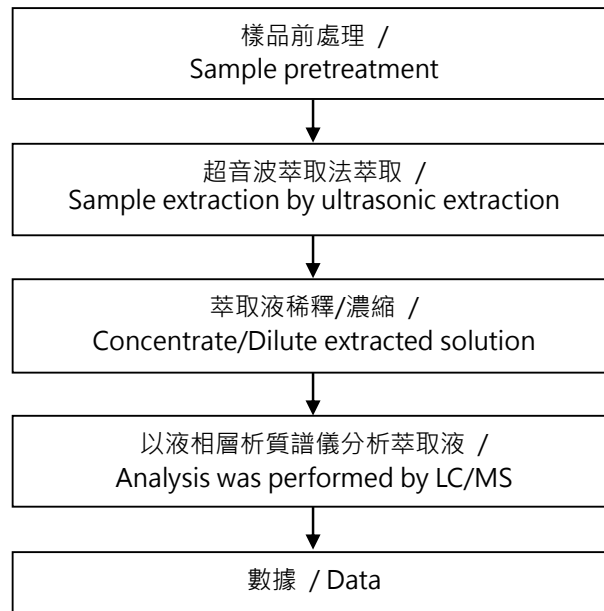 樣品前處理 /
Sample pretreatment
超音波萃取法萃取 /
Sample extraction by ultrasonic extraction
萃取液稀釋/濃縮 /
Concentrate/Dilute extracted solution
以液相層析質譜儀分析萃取液 /
Analysis was performed by LC/MS
數據 / Data